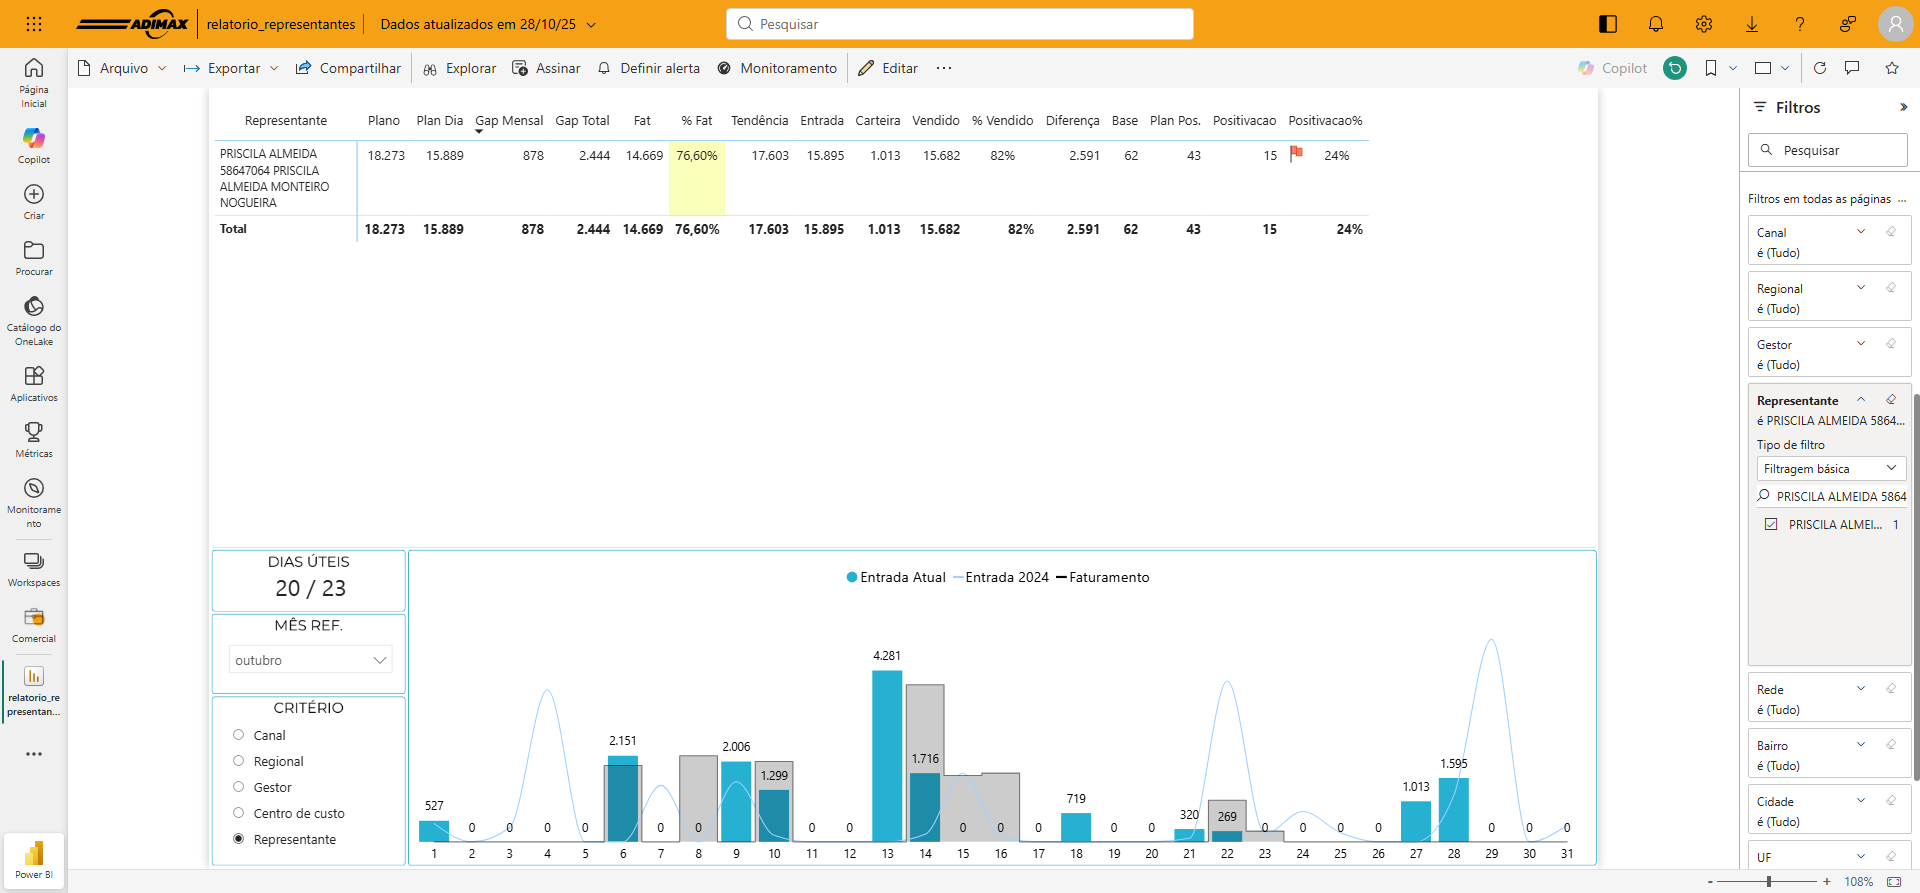 ADIMAX
relatorio_representantes
Dados atualizados em 28/10/25
Pesquisar
Arquivo
Exportar
Compartilhar
Explorar
Assinar
Definir alerta
Monitoramento
Editar
...
Copilot
Página
Inicial
Copilot
Criar
Procurar
Catálogo do
OneLake
Aplicativos
Métricas
Monitorame
nto
Workspaces
Comercial
relatorio_re
presentan...
Power BI
Representante Plano Plan Dia Gap Mensal Gap Total Fat % Fat Tendência Entrada Carteira Vendido % Vendido Diferença Base Plan Pos. Positivacao Positivacao%
PRISCILA ALMEIDA 18.273 15.889 878 2.444 14.669 76,60% 17.603 15.895 1.013 15.682 82% 2.591 62 43 15 24%
58647064 PRISCILA
ALMEIDA MONTEIRO
NOGUEIRA
Total 18.273 15.889 878 2.444 14.669 76,60% 17.603 15.895 1.013 15.682 82% 2.591 62 43 15 24%
DIAS ÚTEIS
20 / 23
MÊS REF.
outubro
CRITÉRIO
Canal
Regional
Gestor
Centro de custo
Representante
Entrada Atual Entrada 2024 Faturamento
527 0 0 0 0 2.151 0 0 2.006 1.299 0 0 4.281 1.716 0 0 0 719 0 0 320 269 0 0 0 0 1.013 1.595 0 0 0
1 2 3 4 5 6 7 8 9 10 11 12 13 14 15 16 17 18 19 20 21 22 23 24 25 26 27 28 29 30 31
Filtros
Pesquisar
Filtros em todas as páginas ...
Canal
é (Tudo)
Regional
é (Tudo)
Gestor
é (Tudo)
Representante
é PRISCILA ALMEIDA 5864...
Tipo de filtro
Filtragem básica
PRISCILA ALMEIDA 5864
PRISCILA ALMEI... 1
Rede
é (Tudo)
Bairro
é (Tudo)
Cidade
é (Tudo)
UF
- + 108%